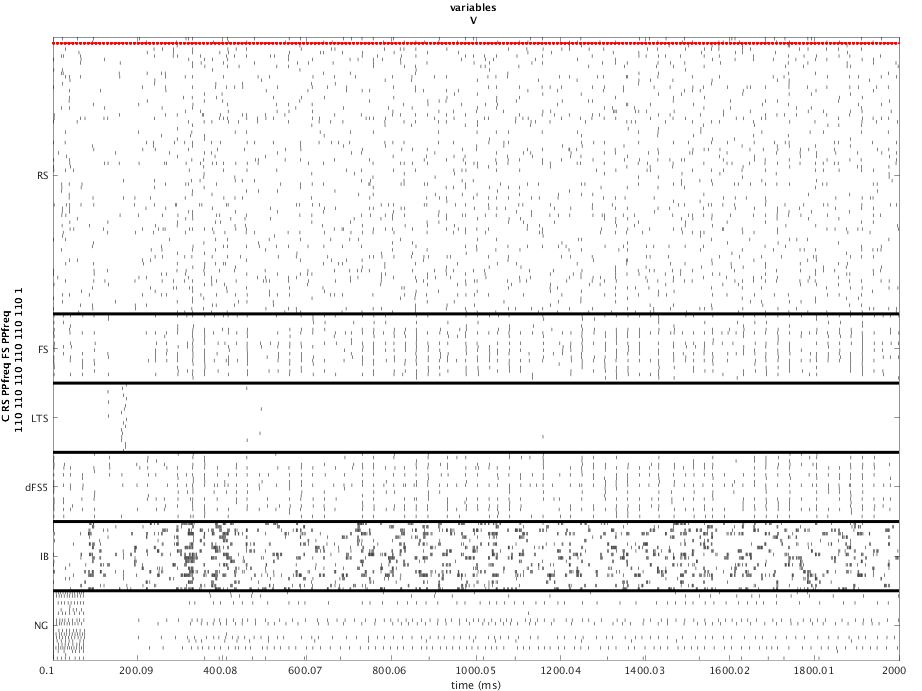 variables
V
RS
FS
LTS
dFS5
IB
NG
C RS PPfreq FS PPfreq
110 110 110 110 110 110 110 1
0.1 200.09 400.08 600.07 800.06 1000.05 1200.04 1400.03 1600.02 1800.01 2000
time (ms)